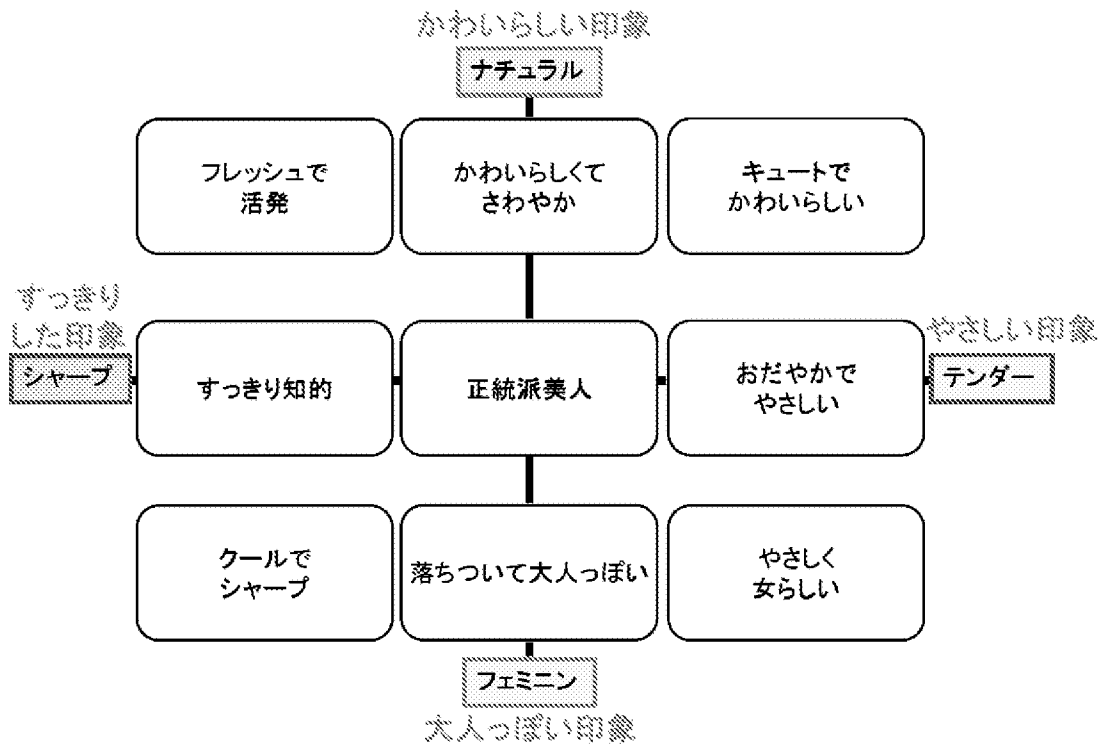 かわいらしい印象
ナチュラル
フレッシュで
活発
かわいらしくて
さわやか
キュートで
かわいらしい
すっきり
した印象
シャープ
すっきり知的
正統派美人
おだやかで
やさしい
やさしい印象
テンダー
クールで
シャープ
落ちついて大人っぽい
やさしく
女らしい
フェミニン
大人っぽい印象